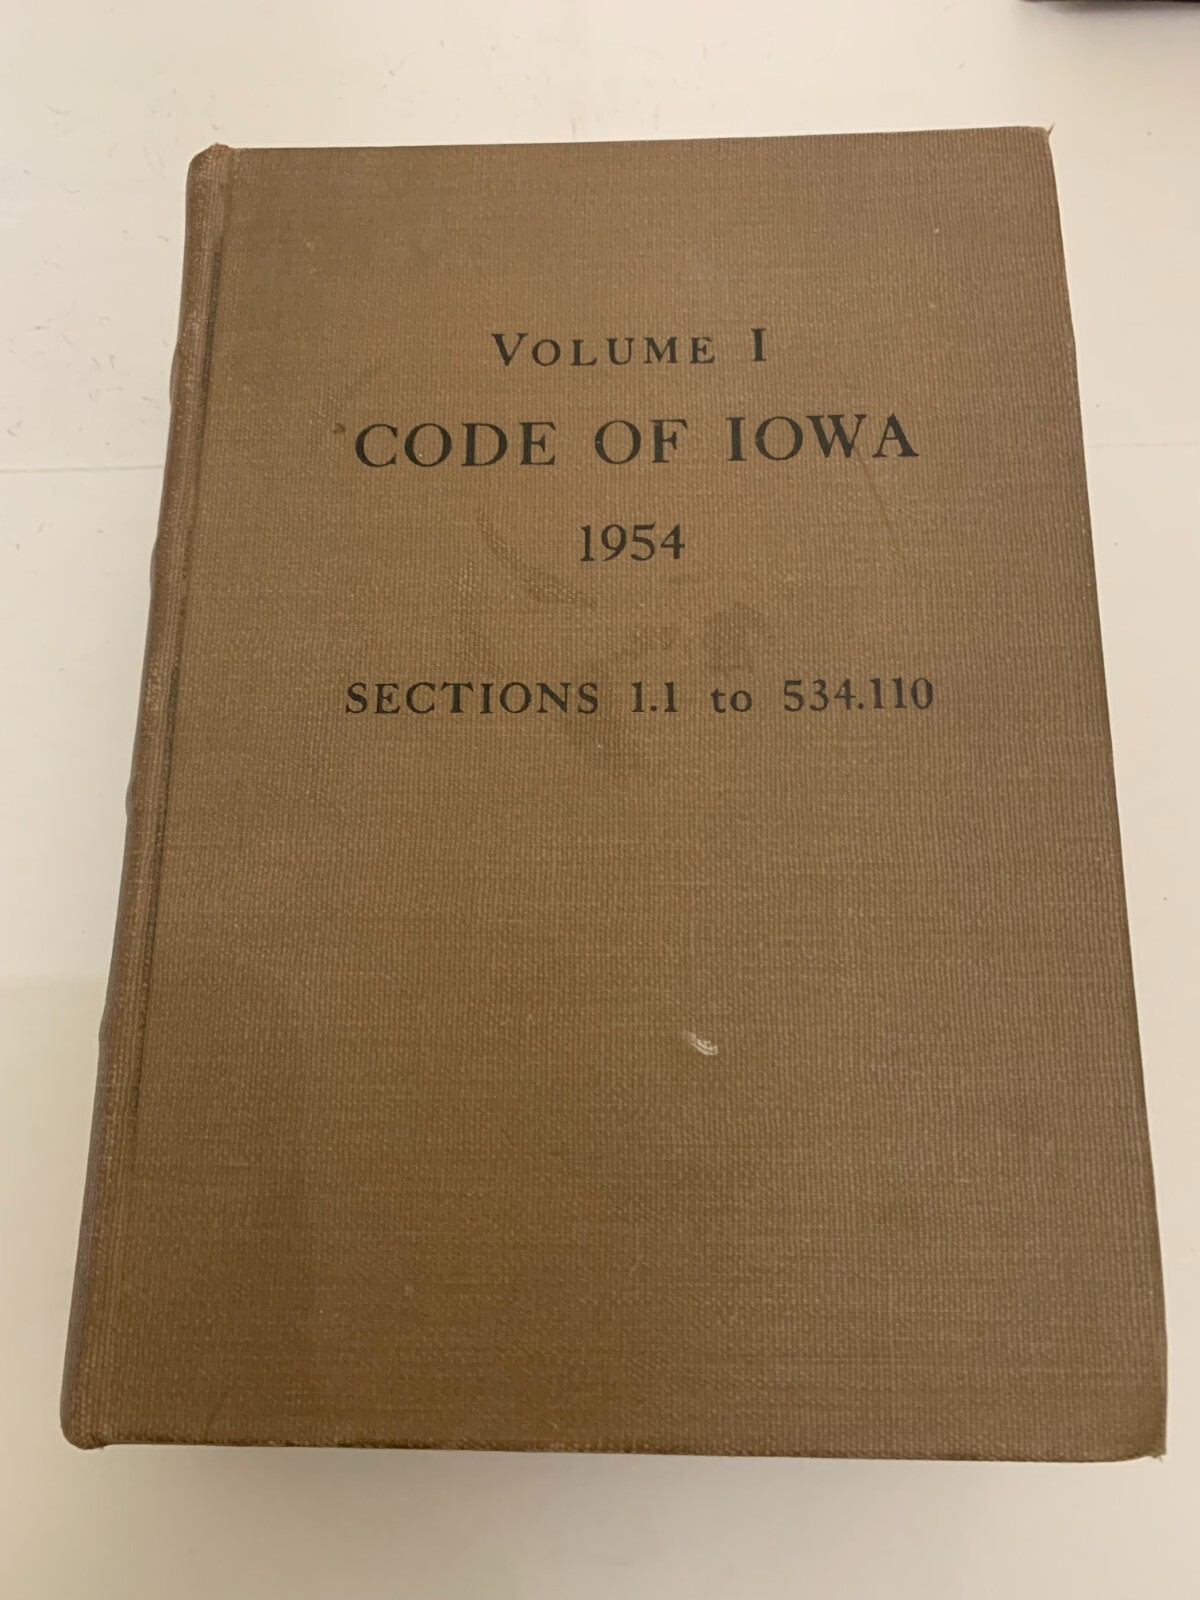 VOLUME I
CODE OF IOWA
1954
SECTIONS 1.1 to 534.110